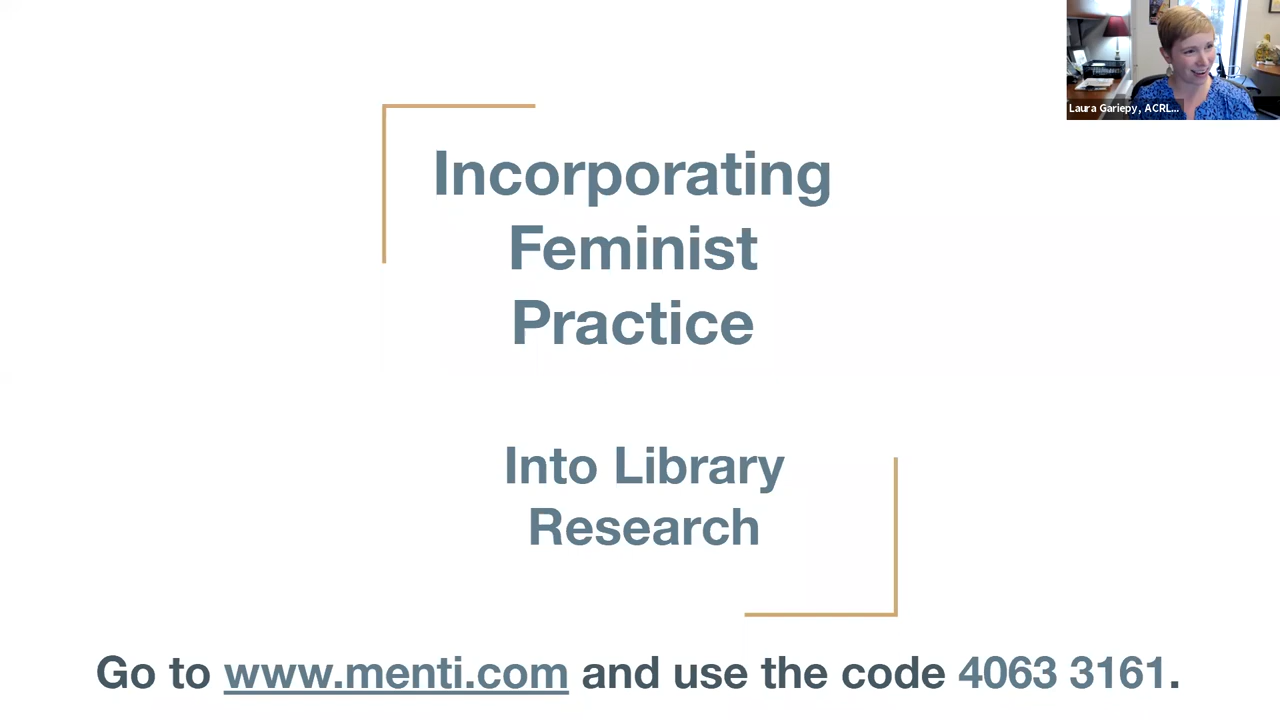 Laura Gariepy, ACRL...
Incorporating
Feminist
Practice
Into Library
Research
Go to www.menti.com and use the code 4063 3161.